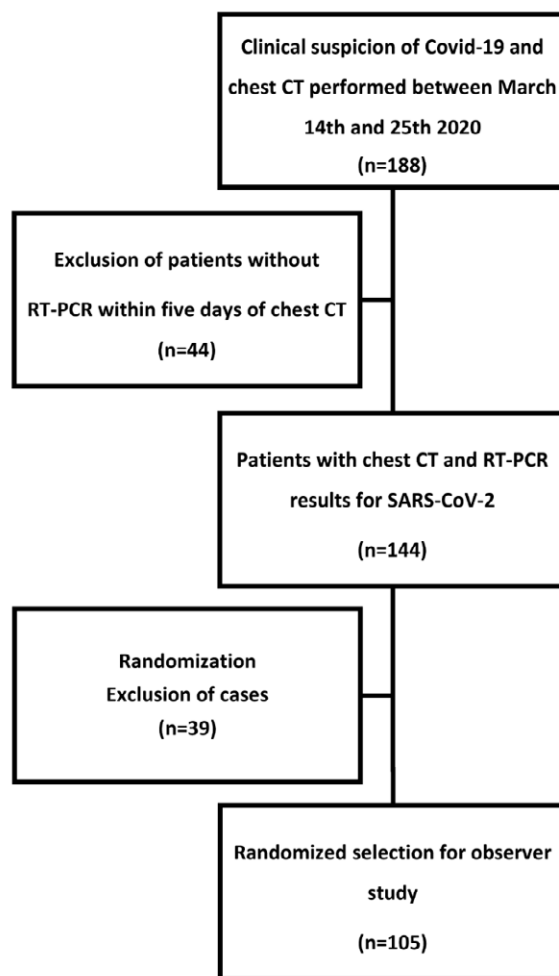 Clinical suspicion of Covid-19 and
chest CT performed between March
14th and 25th 2020
(n=188)
Exclusion of patients without
RT-PCR within five days of chest CT
(n=44)
Patients with chest CT and RT-PCR
results for SARS-CoV-2
(n=144)
Randomization
Exclusion of cases
(n=39)
Randomized selection for observer
study
(n=105)